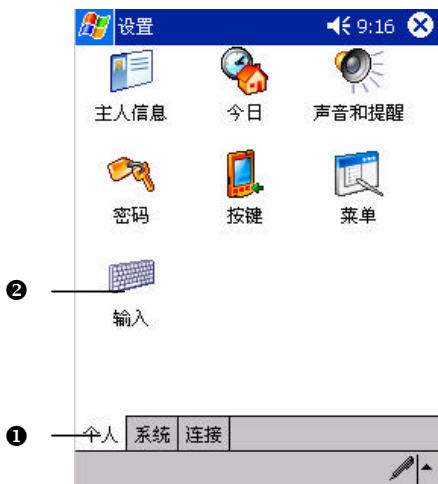 设置 9:16
主人信息 今日 声音和提醒
密码 按键 菜单
❷
输入
❶
个人 系统 连接